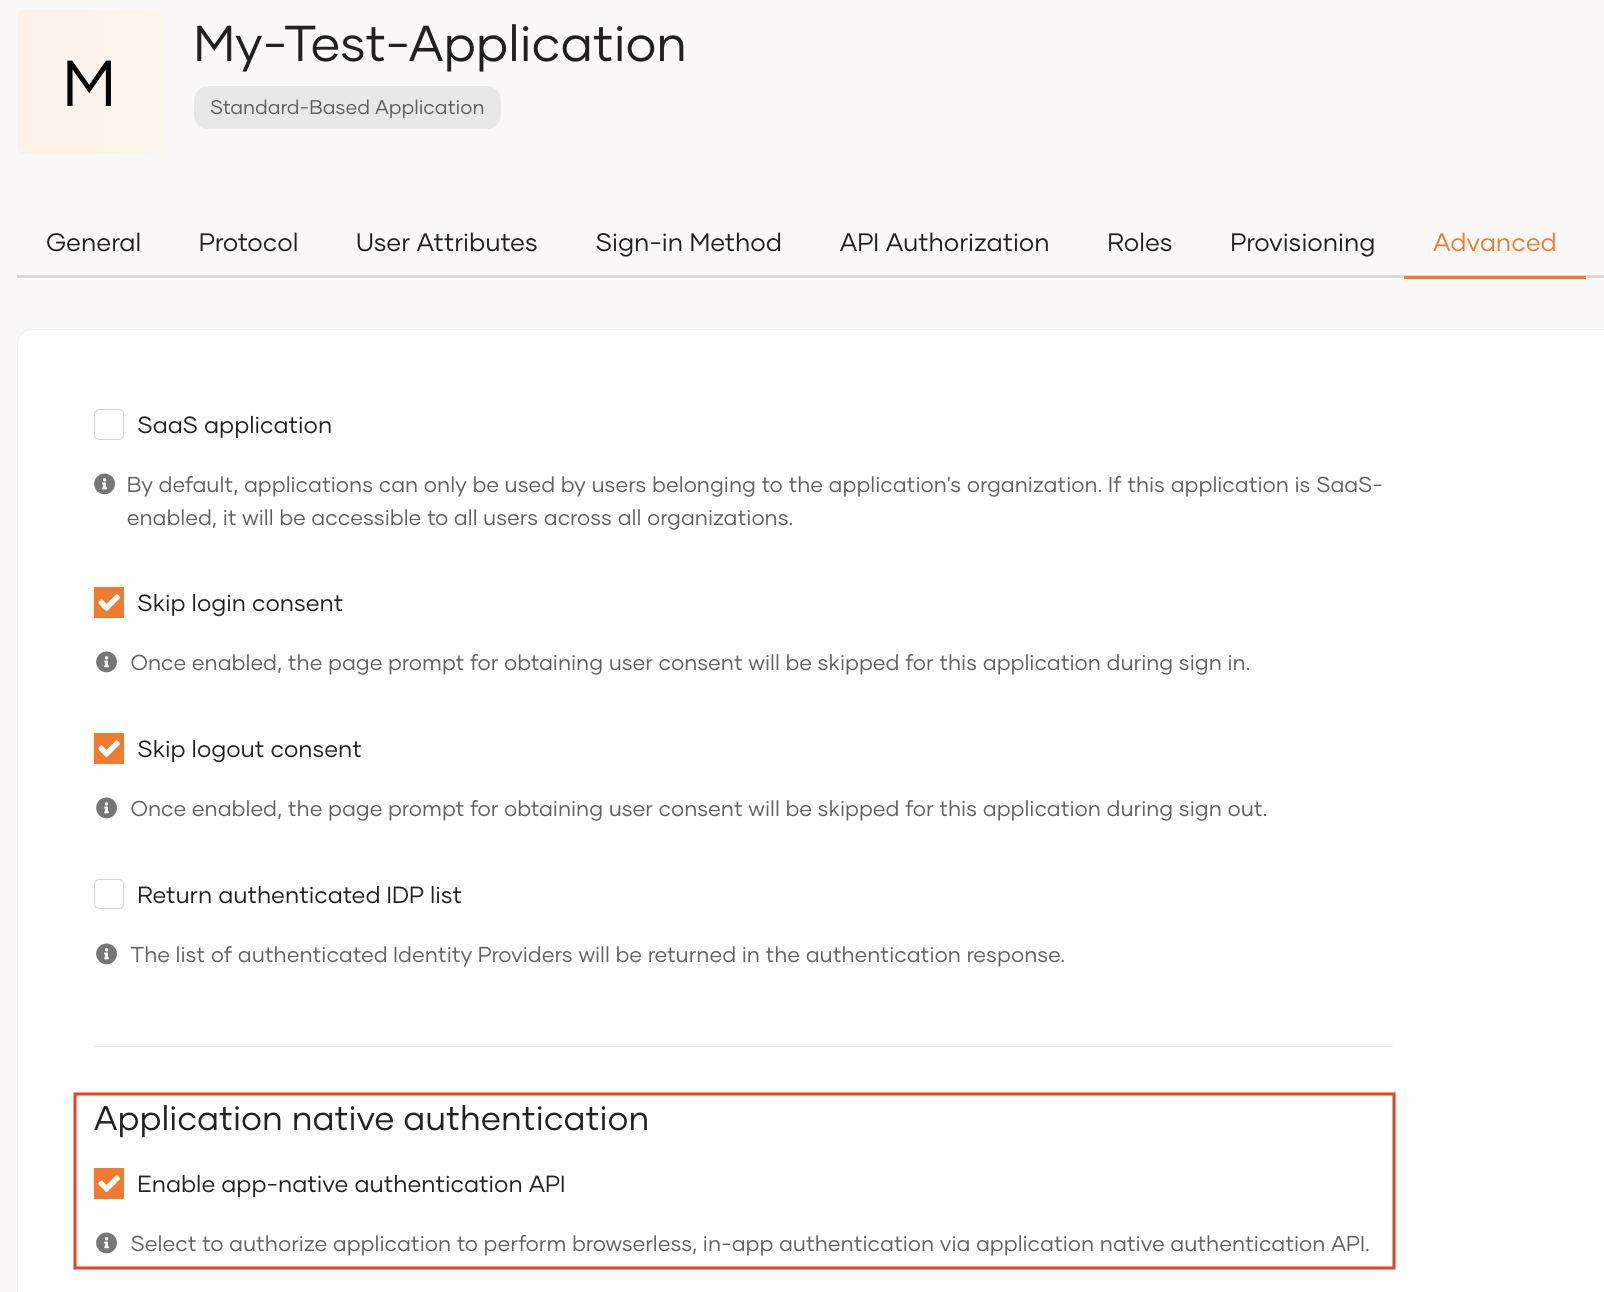 M
My-Test-Application
Standard-Based Application
General Protocol User Attributes Sign-in Method API Authorization Roles Provisioning Advanced
SaaS application
By default, applications can only be used by users belonging to the application's organization. If this application is SaaS-
enabled, it will be accessible to all users across all organizations.
Skip login consent
Once enabled, the page prompt for obtaining user consent will be skipped for this application during sign in.
Skip logout consent
Once enabled, the page prompt for obtaining user consent will be skipped for this application during sign out.
Return authenticated IDP list
The list of authenticated Identity Providers will be returned in the authentication response.
Application native authentication
Enable app-native authentication API
Select to authorize application to perform browserless, in-app authentication via application native authentication API.